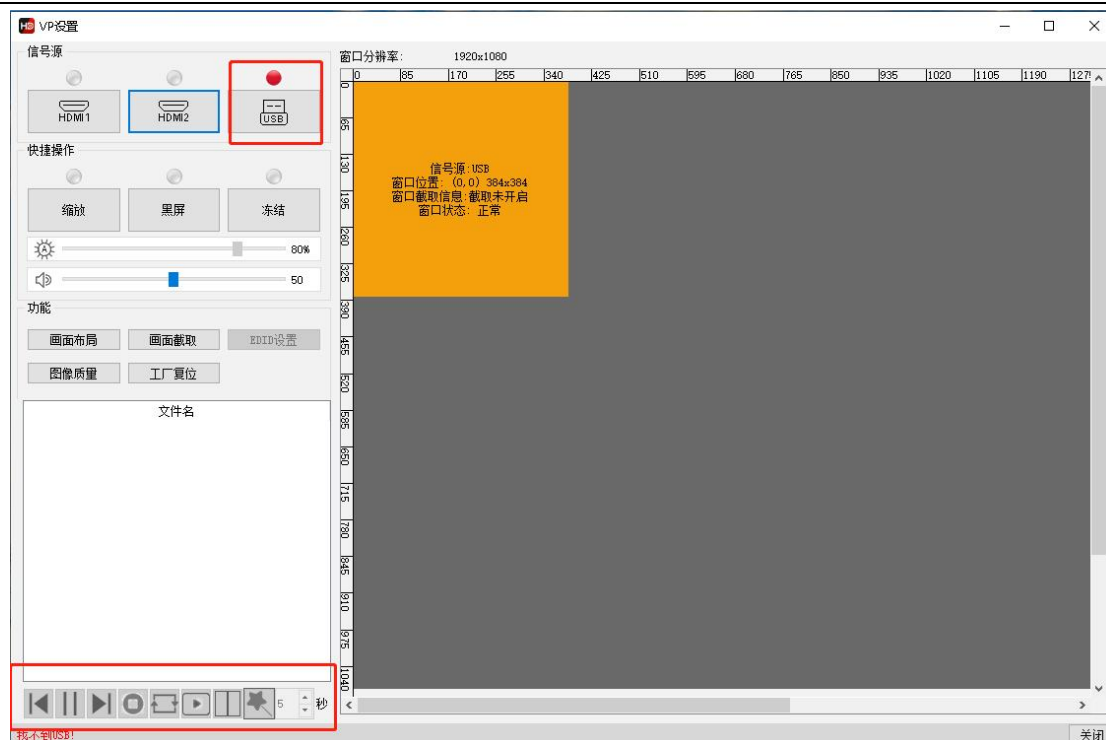 HD VP设置
信号源
HDMI1 HDMI2 USB
快捷操作
缩放 黑屏 冻结
A 80%
50
功能
画面布局 画面截取 EDID设置
图像质量 工厂复位
文件名
5 秒
找不到USB!
窗口分辨率: 1920x1080
0 85 170 255 340 425 510 595 680 765 850 935 1020 1105 1190 127
0
65
130
195
260
325
390
455
520
585
650
715
780
845
910
975
1040
信号源:USB
窗口位置: (0,0) 384x384
窗口截取信息:截取未开启
窗口状态: 正常
关闭